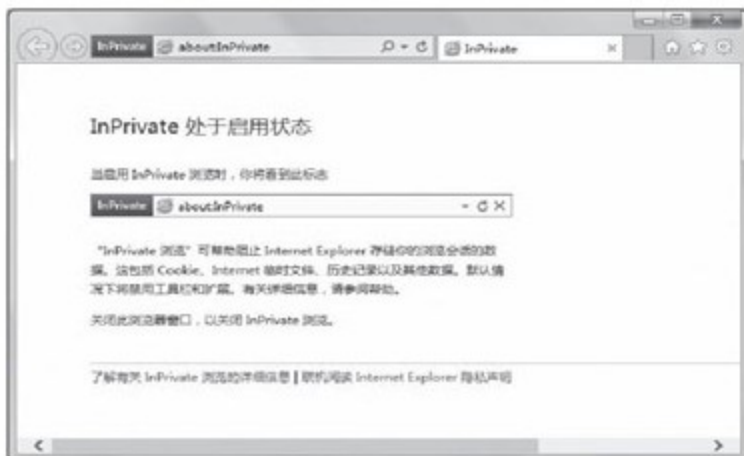 InPrivate about:InPrivate InPrivate
InPrivate 处于启用状态
当启用 InPrivate 浏览时，你将看到此标志
InPrivate about:InPrivate
“InPrivate 浏览”可帮助阻止 Internet Explorer 存储你的浏览会话的数
据。这包括 Cookie、Internet 临时文件、历史记录以及其他数据。默认情
况下将禁用工具栏和扩展。有关详细信息，请参阅帮助。
关闭此浏览器窗口，以关闭 InPrivate 浏览。
了解有关 InPrivate 浏览的详细信息 | 联机阅读 Internet Explorer 隐私声明